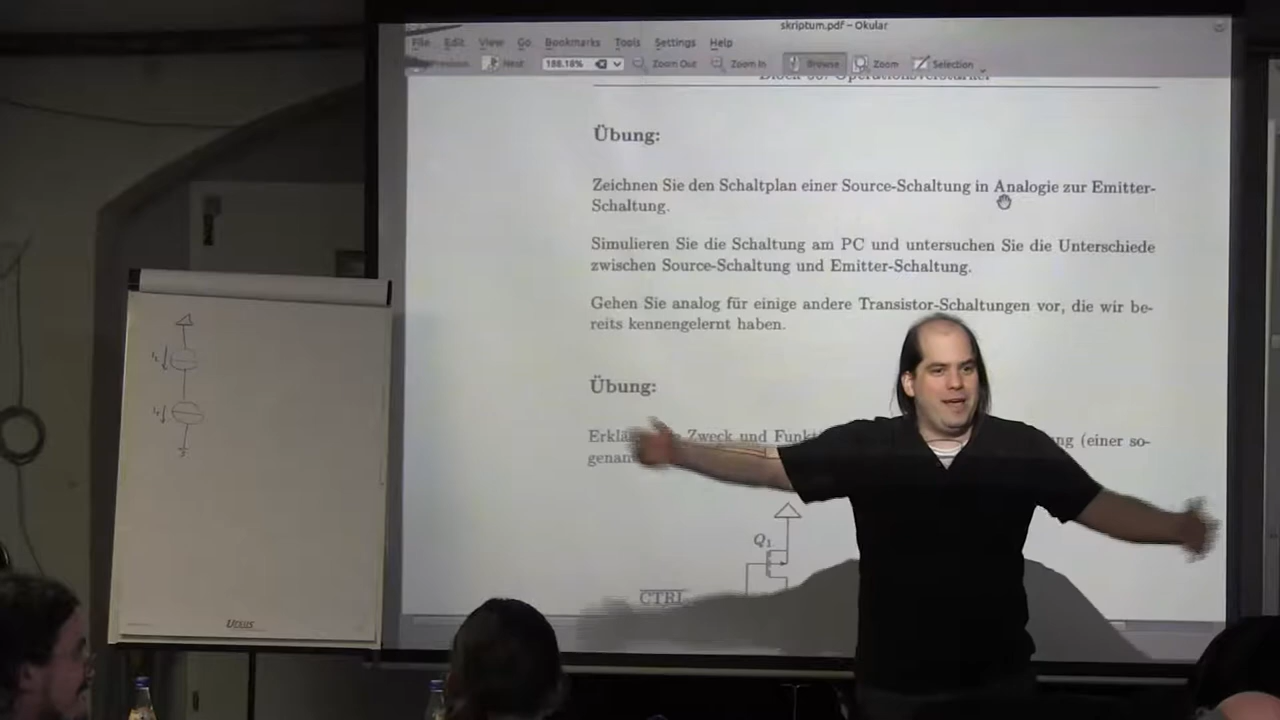 skriptum.pdf – Okular
File Edit View Go Bookmarks Tools Settings Help
Previous Next 188.18% Zoom Out Zoom In Browse Zoom Selection
Übung:
Zeichnen Sie den Schaltplan einer Source-Schaltung in Analogie zur Emitter-
Schaltung.
Simulieren Sie die Schaltung am PC und untersuchen Sie die Unterschiede
zwischen Source-Schaltung und Emitter-Schaltung.
Gehen Sie analog für einige andere Transistor-Schaltungen vor, die wir be-
reits kennengelernt haben.
Übung:
Zweck und (einer so-
Q1
CTRL